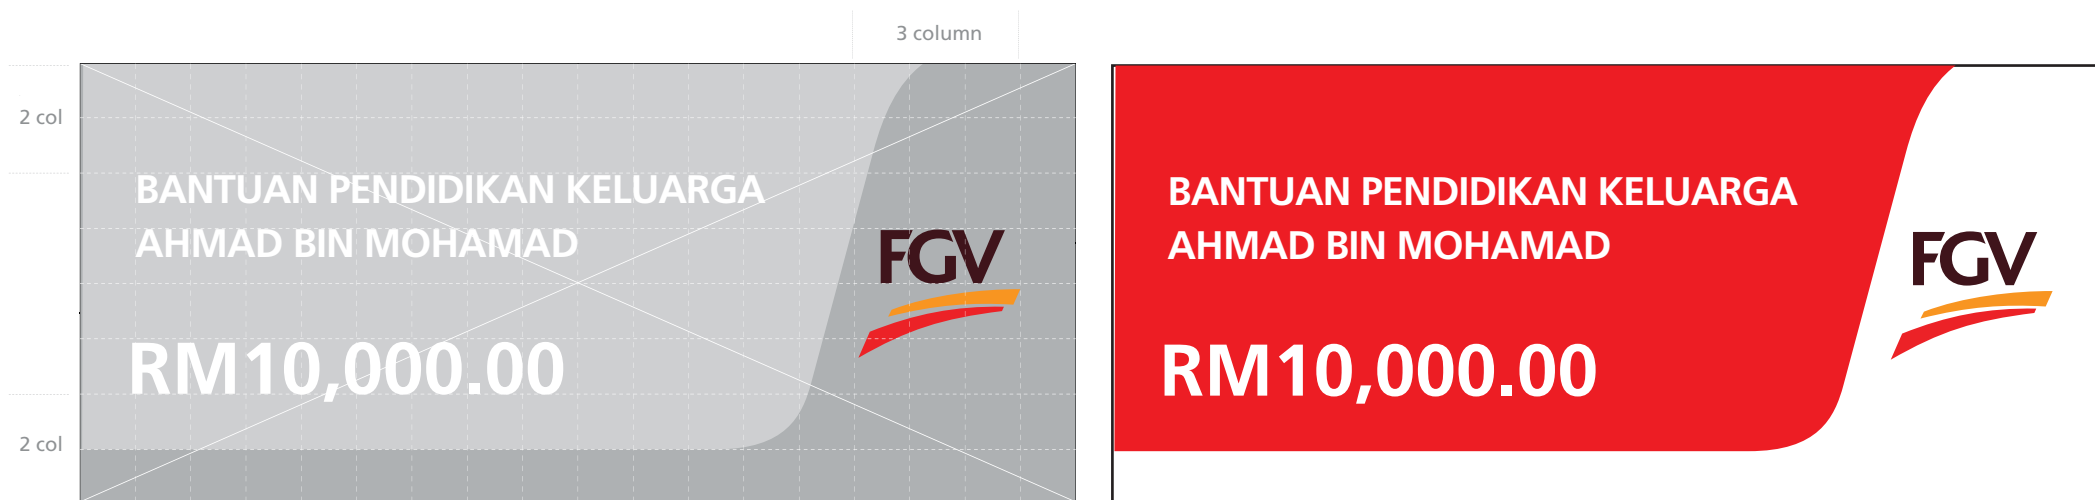 3 column
2 col
BANTUAN PENDIDIKAN KELUARGA
AHMAD BIN MOHAMAD
FGV
RM10,000.00
2 col
BANTUAN PENDIDIKAN KELUARGA
AHMAD BIN MOHAMAD
FGV
RM10,000.00